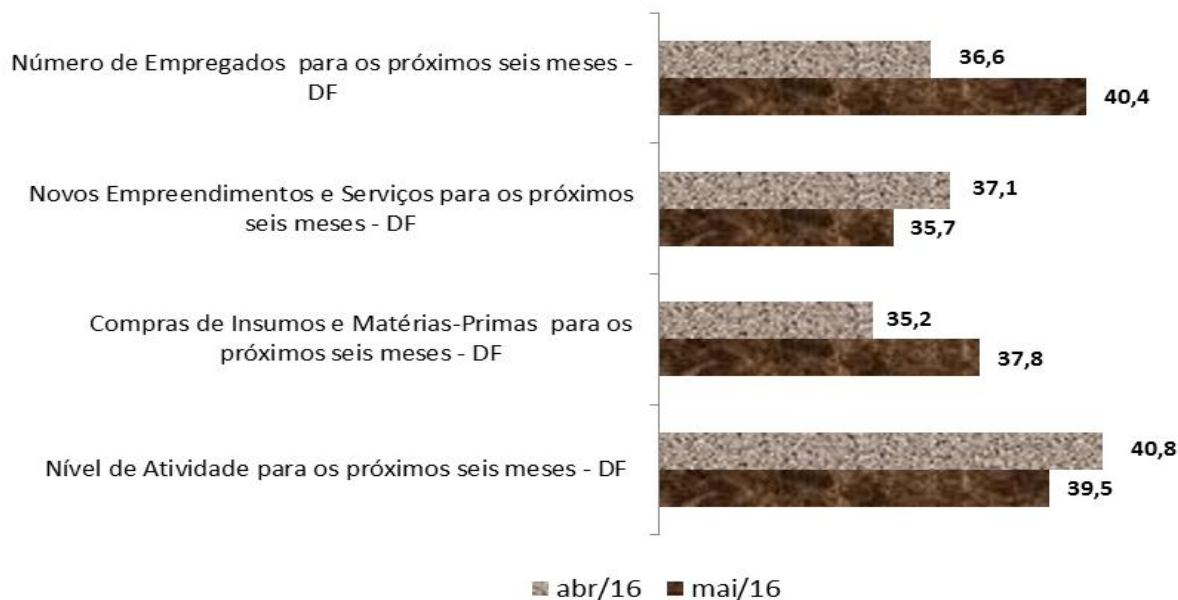 Número de Empregados para os próximos seis meses -
DF
36,6
40,4
Novos Empreendimentos e Serviços para os próximos
seis meses - DF
37,1
35,7
Compras de Insumos e Matérias-Primas para os
próximos seis meses - DF
35,2
37,8
Nível de Atividade para os próximos seis meses - DF
40,8
39,5
abr/16 mai/16